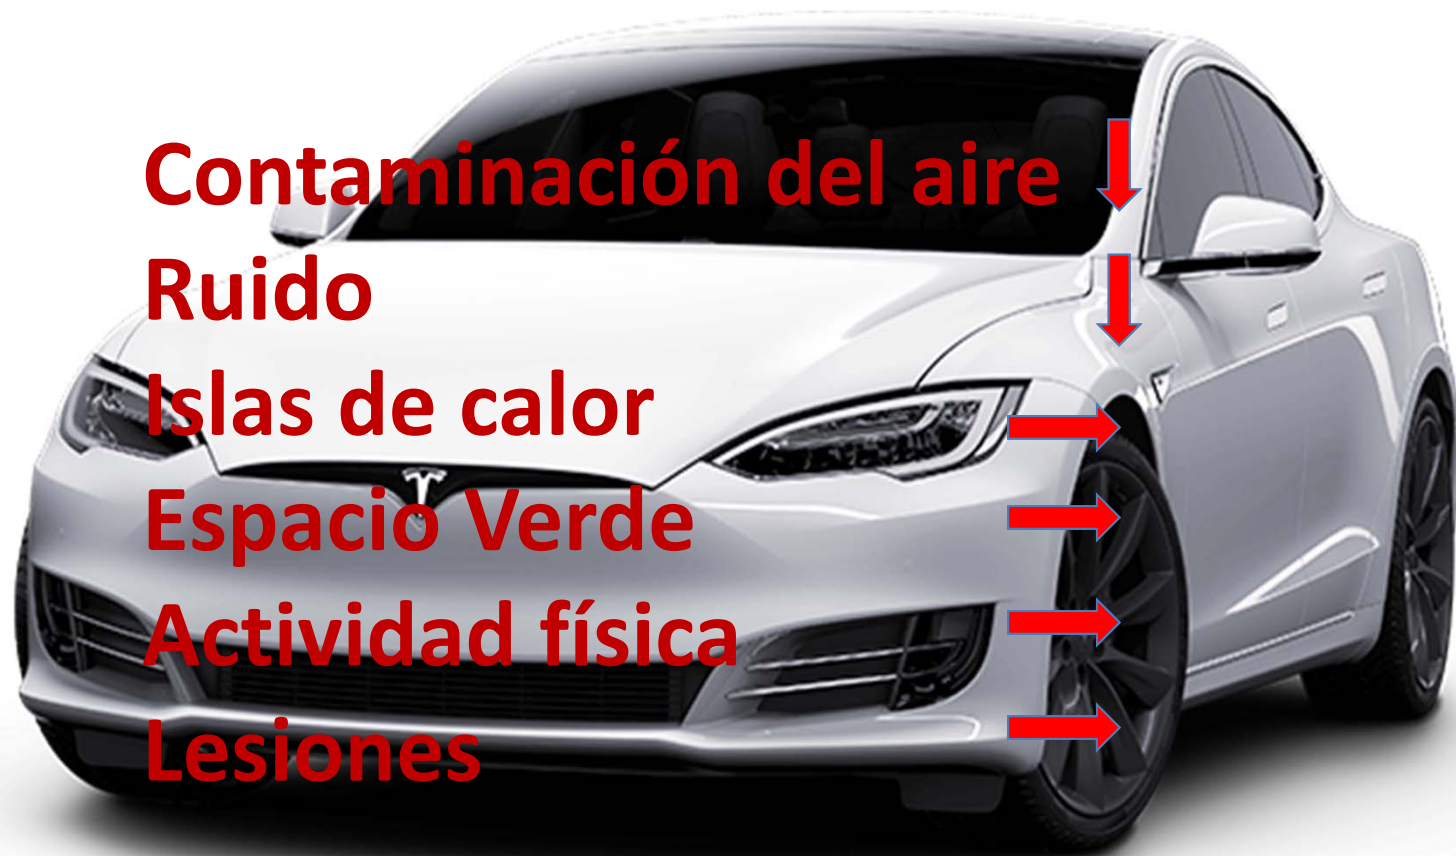 Contaminación del aire
Ruido
Islas de calor
Espacio Verde
Actividad física
Lesiones